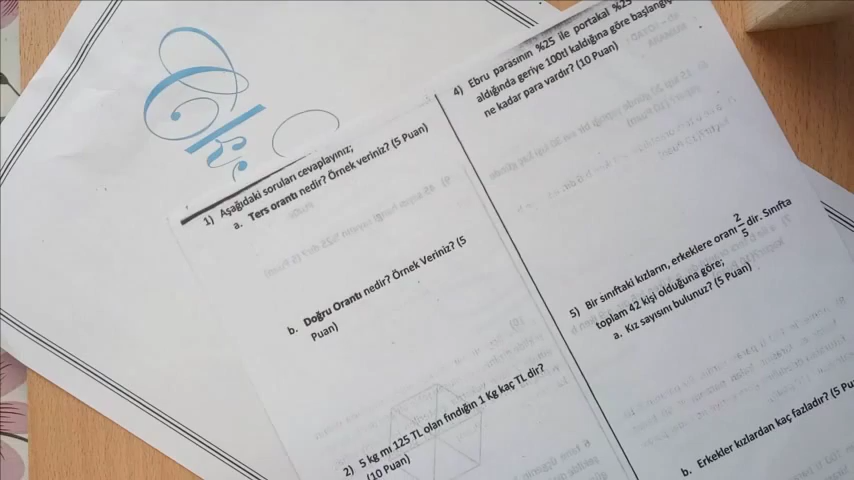 Ck
1) Aşağıdaki soruları cevaplayınız;
a. Ters orantı nedir? Örnek veriniz? (5 Puan)
b. Doğru Orantı nedir? Örnek Veriniz? (5
Puan)
2) 5 kg mı 125 TL olan fındığın 1 Kg kaç TL dir?
(10 Puan)
4) Ebru parasının %25 ile portakal %25
aldığında geriye 100tl kaldığına göre
ne kadar para vardır? (10 Puan)
5) Bir sınıftaki kızların, erkeklere oranı 2/5 dir. Sınıfta
toplam 42 kişi olduğuna göre;
a. Kız sayısını bulunuz? (5 Puan)
b. Erkekler kızlardan kaç fazladır? (5